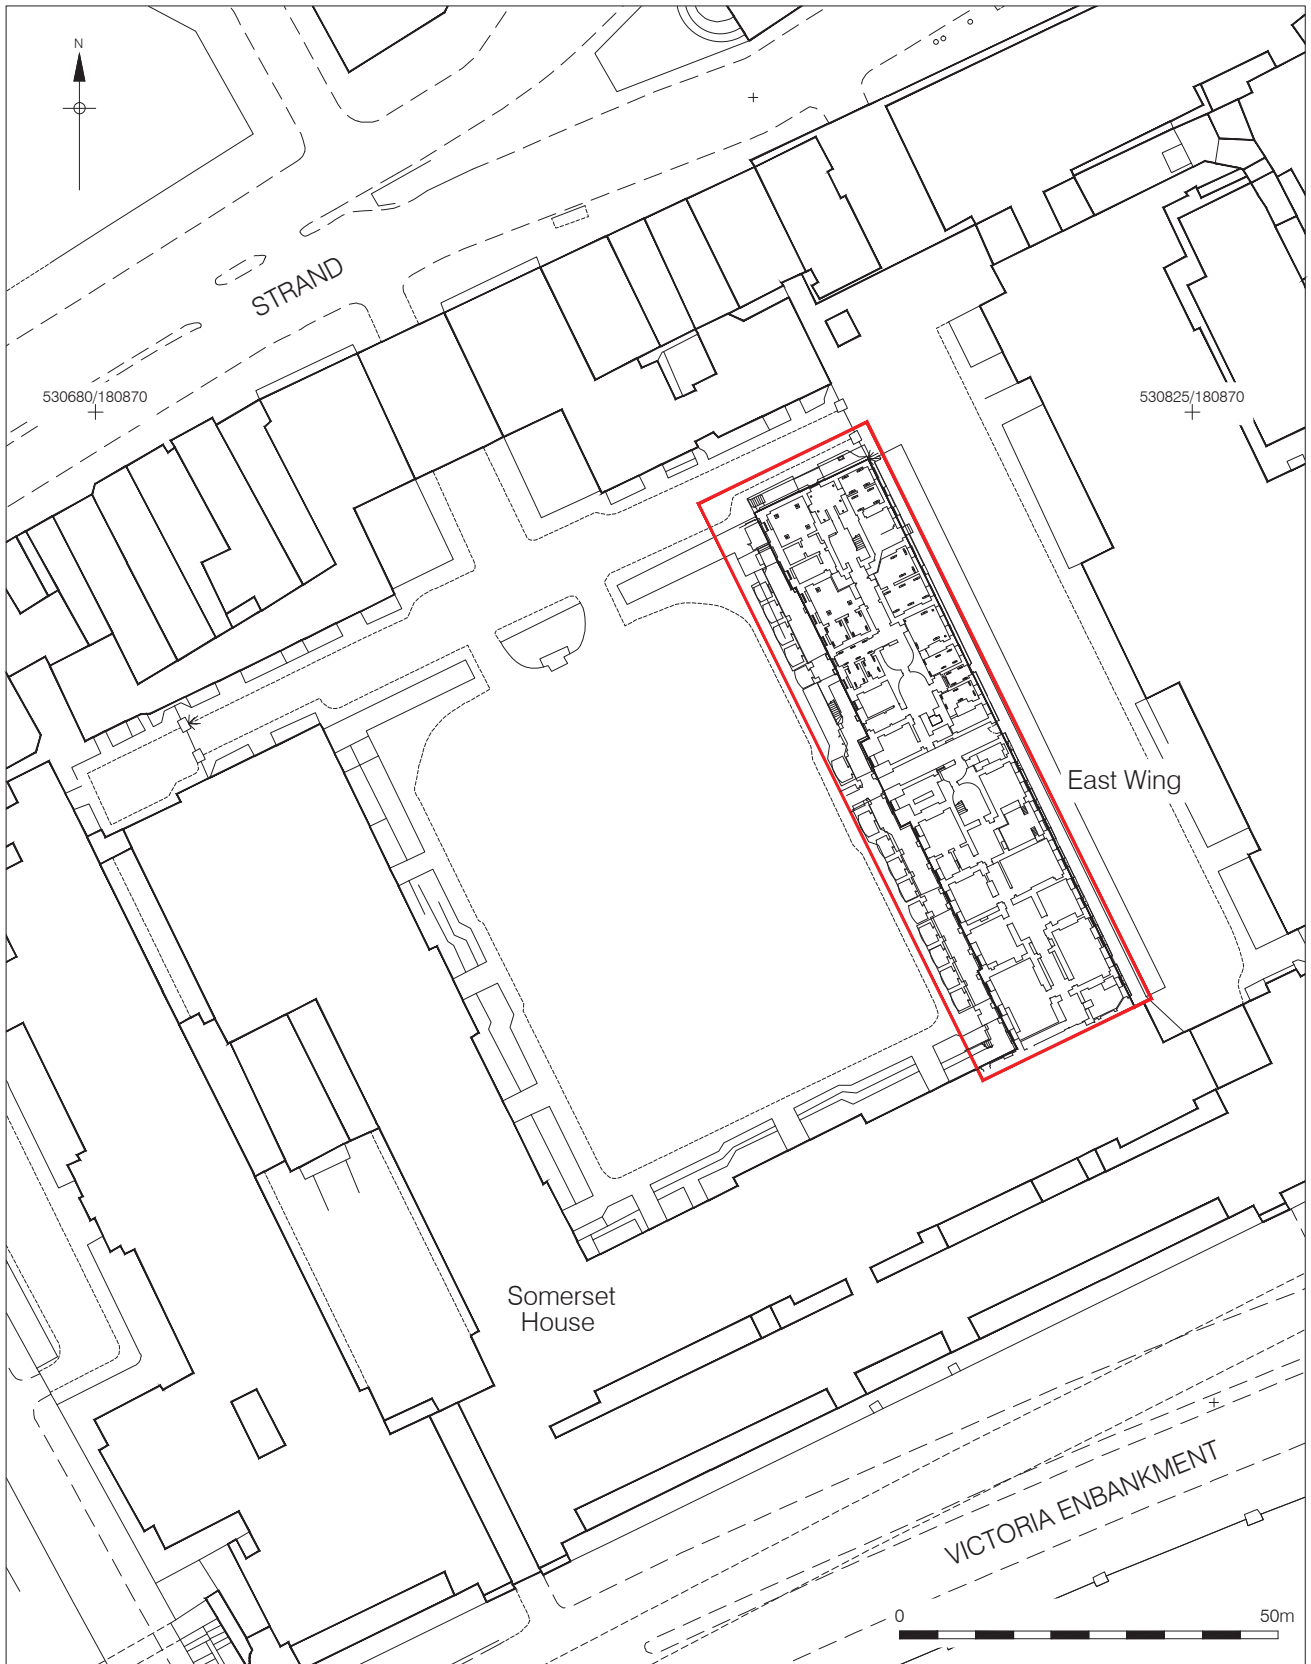 N
STRAND
530680/180870
530825/180870
East Wing
Somerset
House
VICTORIA ENBANKMENT
0 50m